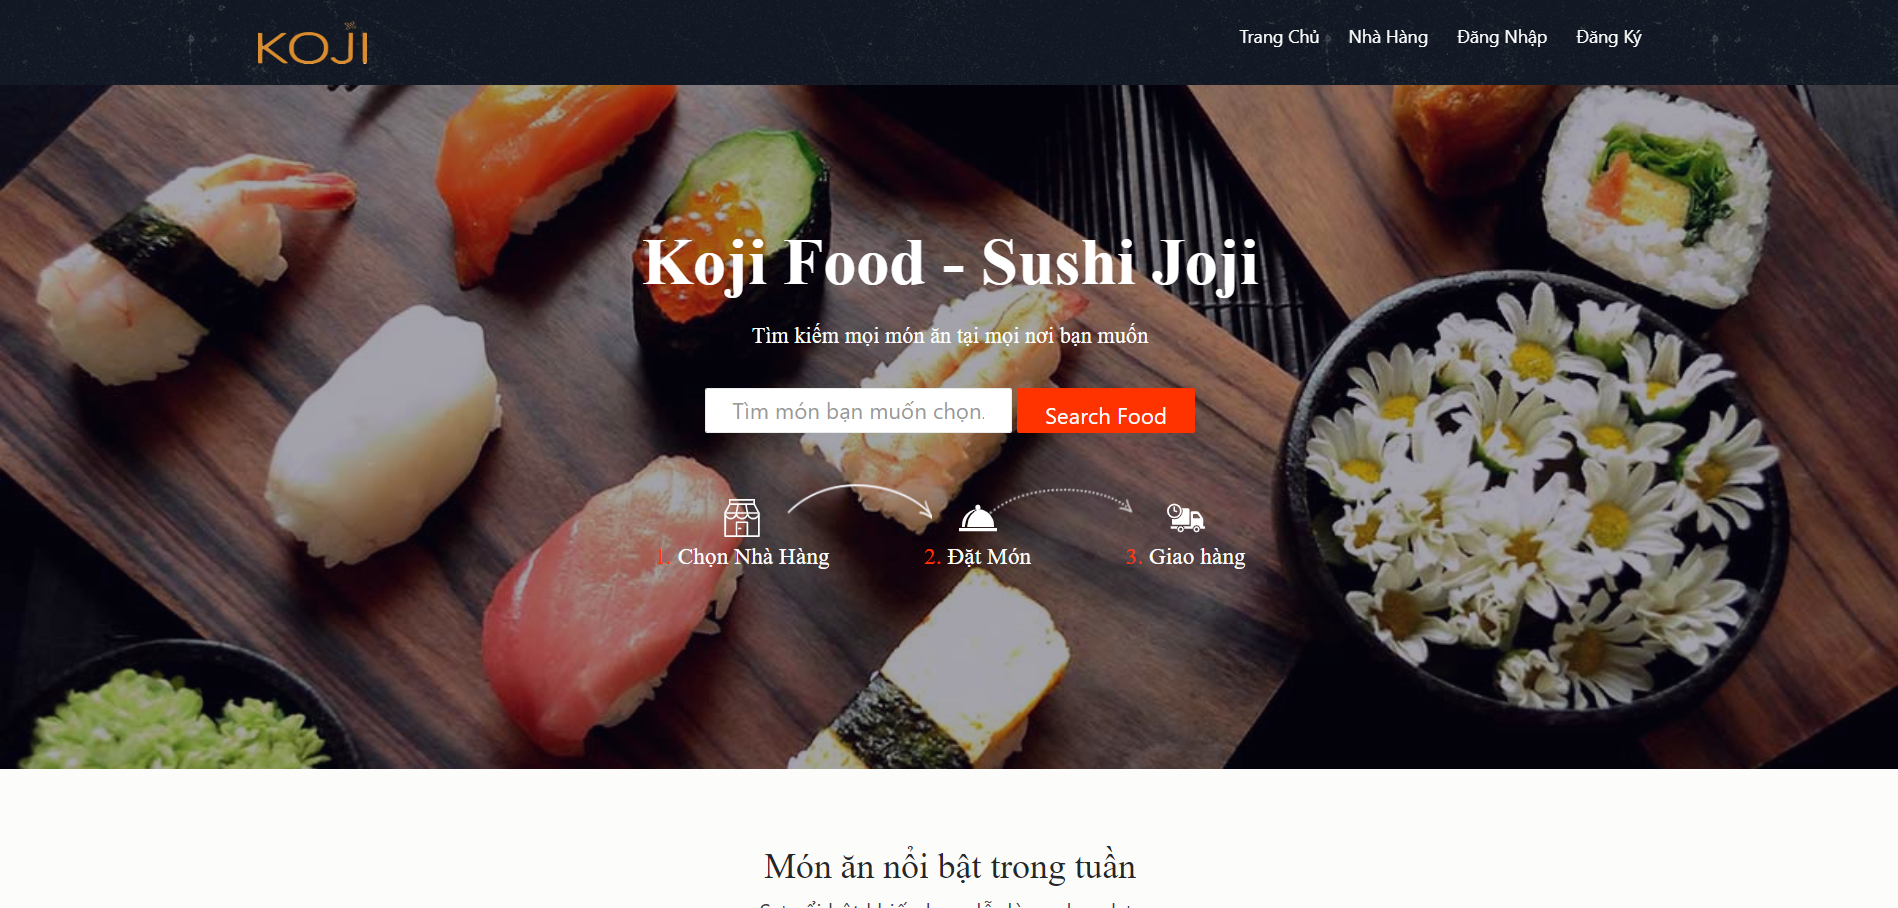 KOJI
Trang Chủ Nhà Hàng Đăng Nhập Đăng Ký
Koji Food - Sushi Joji
Tìm kiếm mọi món ăn tại mọi nơi bạn muốn
Tìm món bạn muốn chọn.
Search Food
1. Chọn Nhà Hàng 2. Đặt Món 3. Giao hàng
Món ăn nổi bật trong tuần